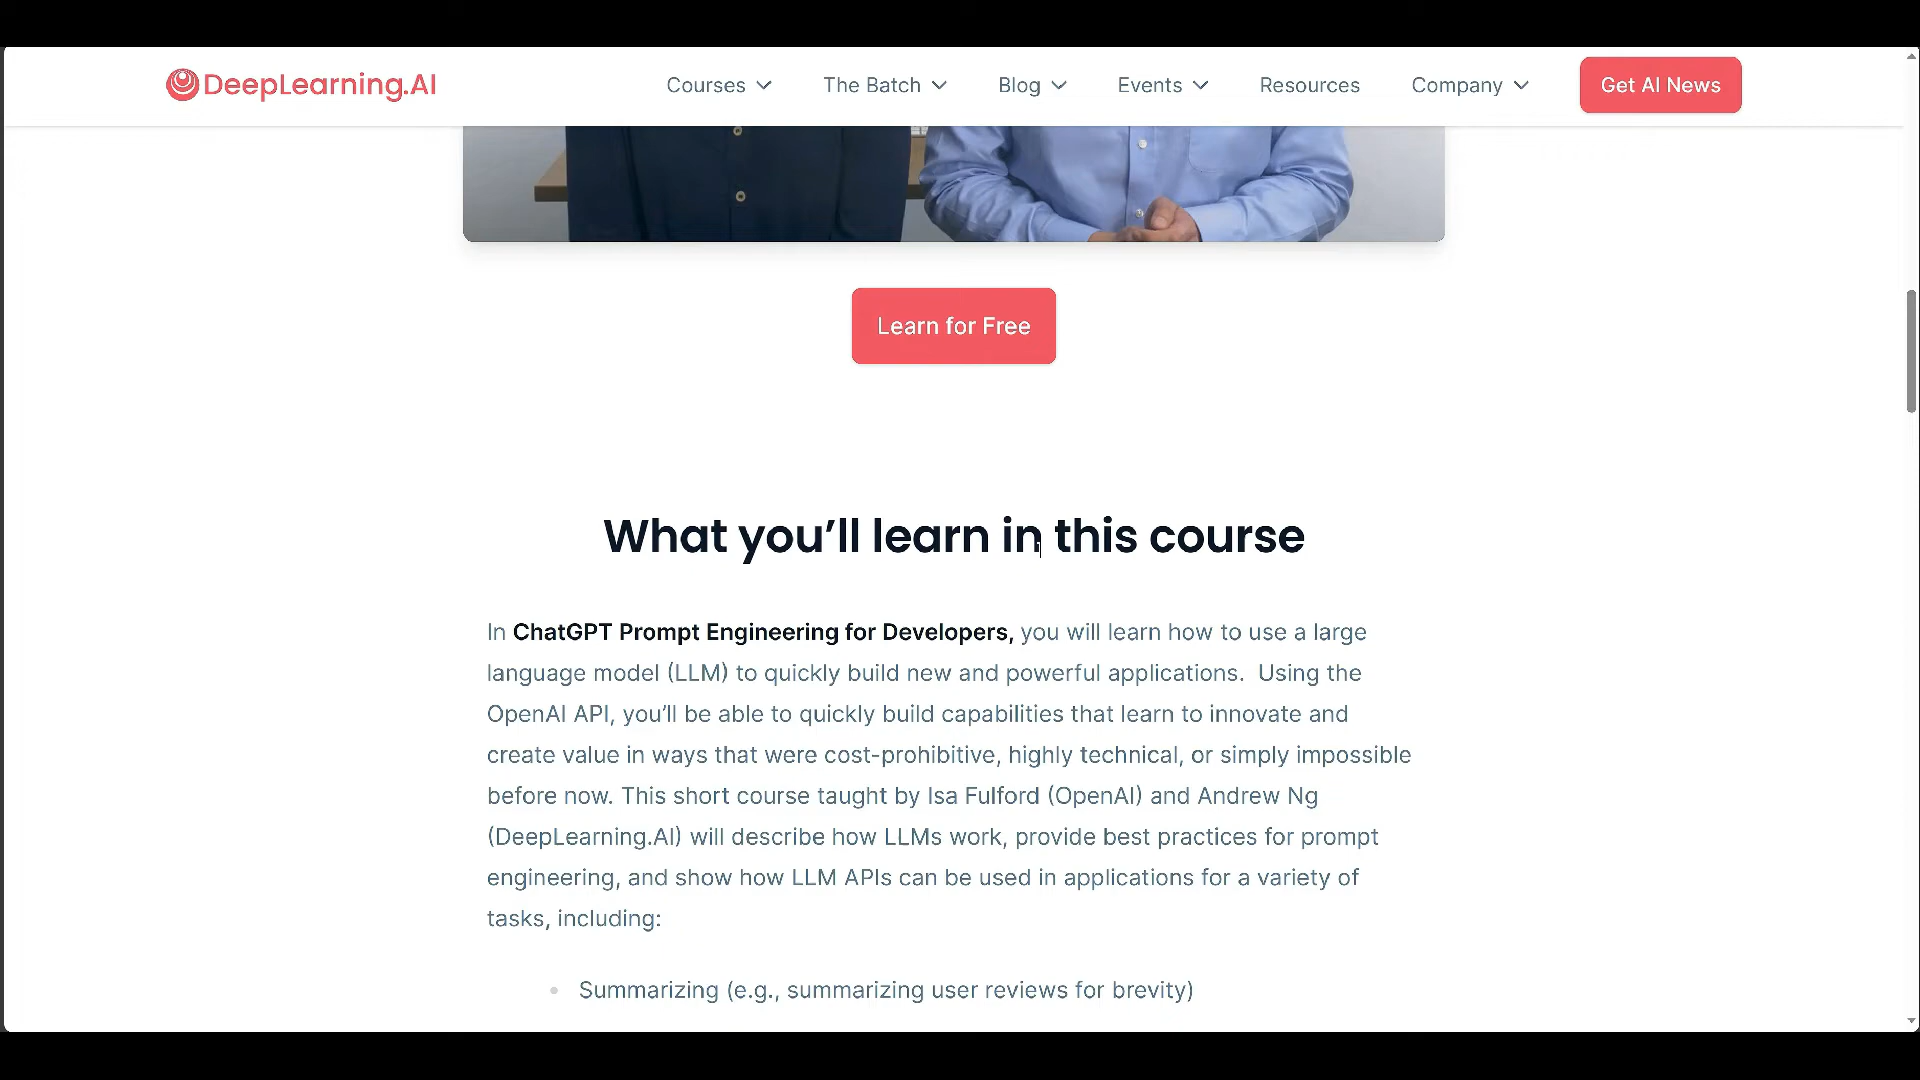 DeepLearning.AI Courses The Batch Blog Events Resources Company Get AI News
Learn for Free
What you’ll learn in this course
In ChatGPT Prompt Engineering for Developers, you will learn how to use a large
language model (LLM) to quickly build new and powerful applications.  Using the
OpenAI API, you’ll be able to quickly build capabilities that learn to innovate and
create value in ways that were cost-prohibitive, highly technical, or simply impossible
before now. This short course taught by Isa Fulford (OpenAI) and Andrew Ng
(DeepLearning.AI) will describe how LLMs work, provide best practices for prompt
engineering, and show how LLM APIs can be used in applications for a variety of
tasks, including:
• Summarizing (e.g., summarizing user reviews for brevity)